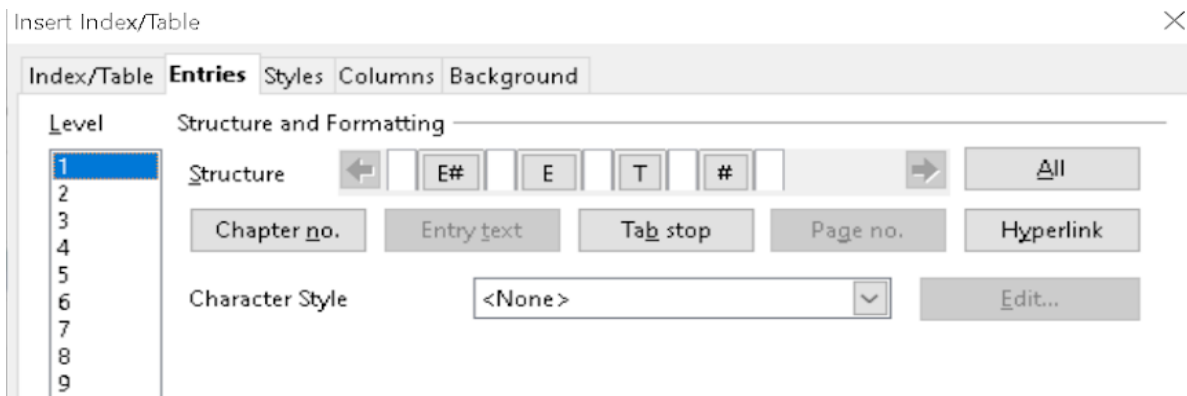 Insert Index/Table
Index/Table Entries Styles Columns Background
Level Structure and Formatting
1
2
3
4
5
6
7
8
9
Structure E# E T # All
Chapter no. Entry text Tab stop Page no. Hyperlink
Character Style <None> Edit...